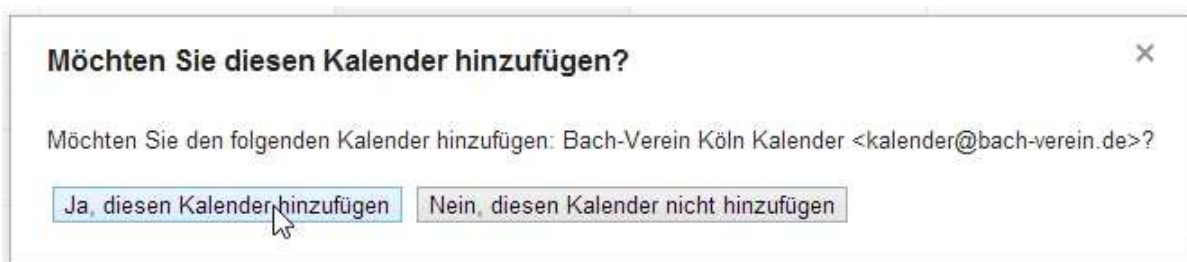 Möchten Sie diesen Kalender hinzufügen?
Möchten Sie den folgenden Kalender hinzufügen: Bach-Verein Köln Kalender <kalender@bach-verein.de>?
Ja, diesen Kalender hinzufügen
Nein, diesen Kalender nicht hinzufügen